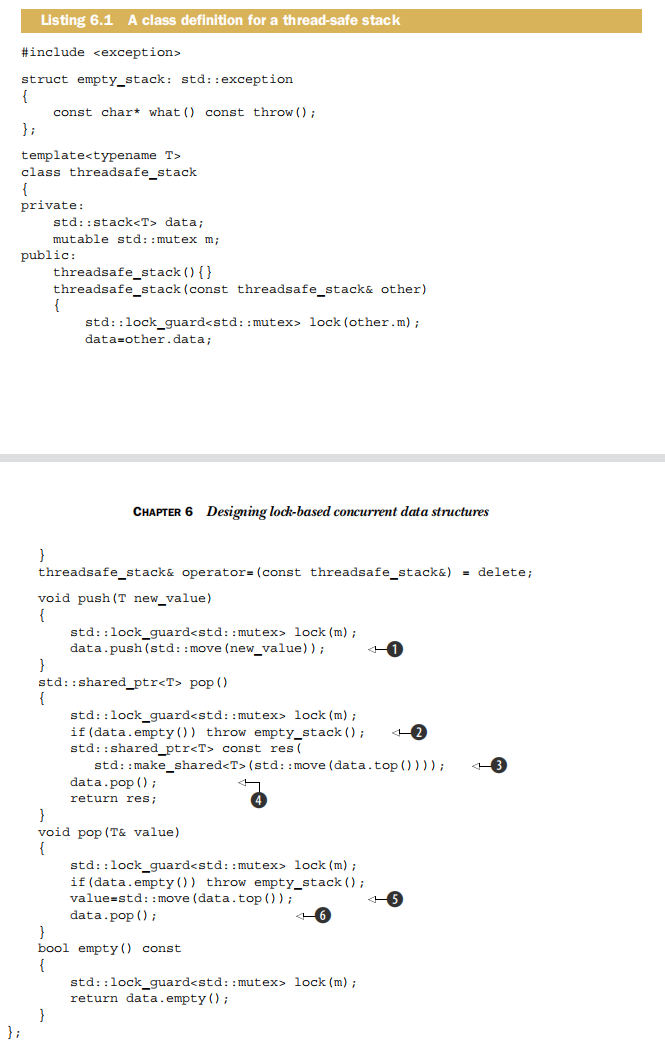 Listing 6.1 A class definition for a thread-safe stack
#include <exception>
struct empty_stack: std::exception
{
    const char* what() const throw();
};
template<typename T>
class threadsafe_stack
{
private:
    std::stack<T> data;
    mutable std::mutex m;
public:
    threadsafe_stack(){}
    threadsafe_stack(const threadsafe_stack& other)
    {
        std::lock_guard<std::mutex> lock(other.m);
        data=other.data;
CHAPTER 6 Designing lock-based concurrent data structures
    }
    threadsafe_stack& operator=(const threadsafe_stack&) = delete;
    void push(T new_value)
    {
        std::lock_guard<std::mutex> lock(m);
        data.push(std::move(new_value)); 1
    }
    std::shared_ptr<T> pop()
    {
        std::lock_guard<std::mutex> lock(m);
        if(data.empty()) throw empty_stack(); 2
        std::shared_ptr<T> const res(
            std::make_shared<T>(std::move(data.top()))); 3
        data.pop();
        return res; 4
    }
    void pop(T& value)
    {
        std::lock_guard<std::mutex> lock(m);
        if(data.empty()) throw empty_stack();
        value=std::move(data.top()); 5
        data.pop(); 6
    }
    bool empty() const
    {
        std::lock_guard<std::mutex> lock(m);
        return data.empty();
    }
};